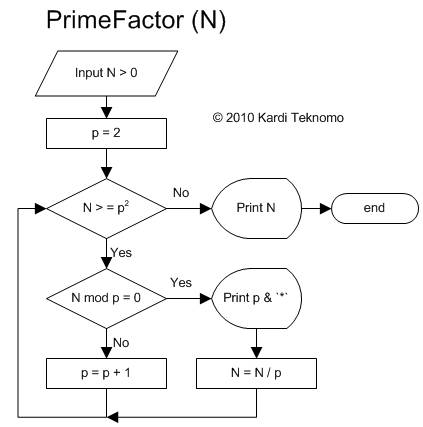 PrimeFactor (N)
Input N > 0
© 2010 Kardi Teknomo
p = 2
N > = p²
No
Print N
end
Yes
N mod p = 0
Yes
Print p & `*`
No
p = p + 1
N = N / p